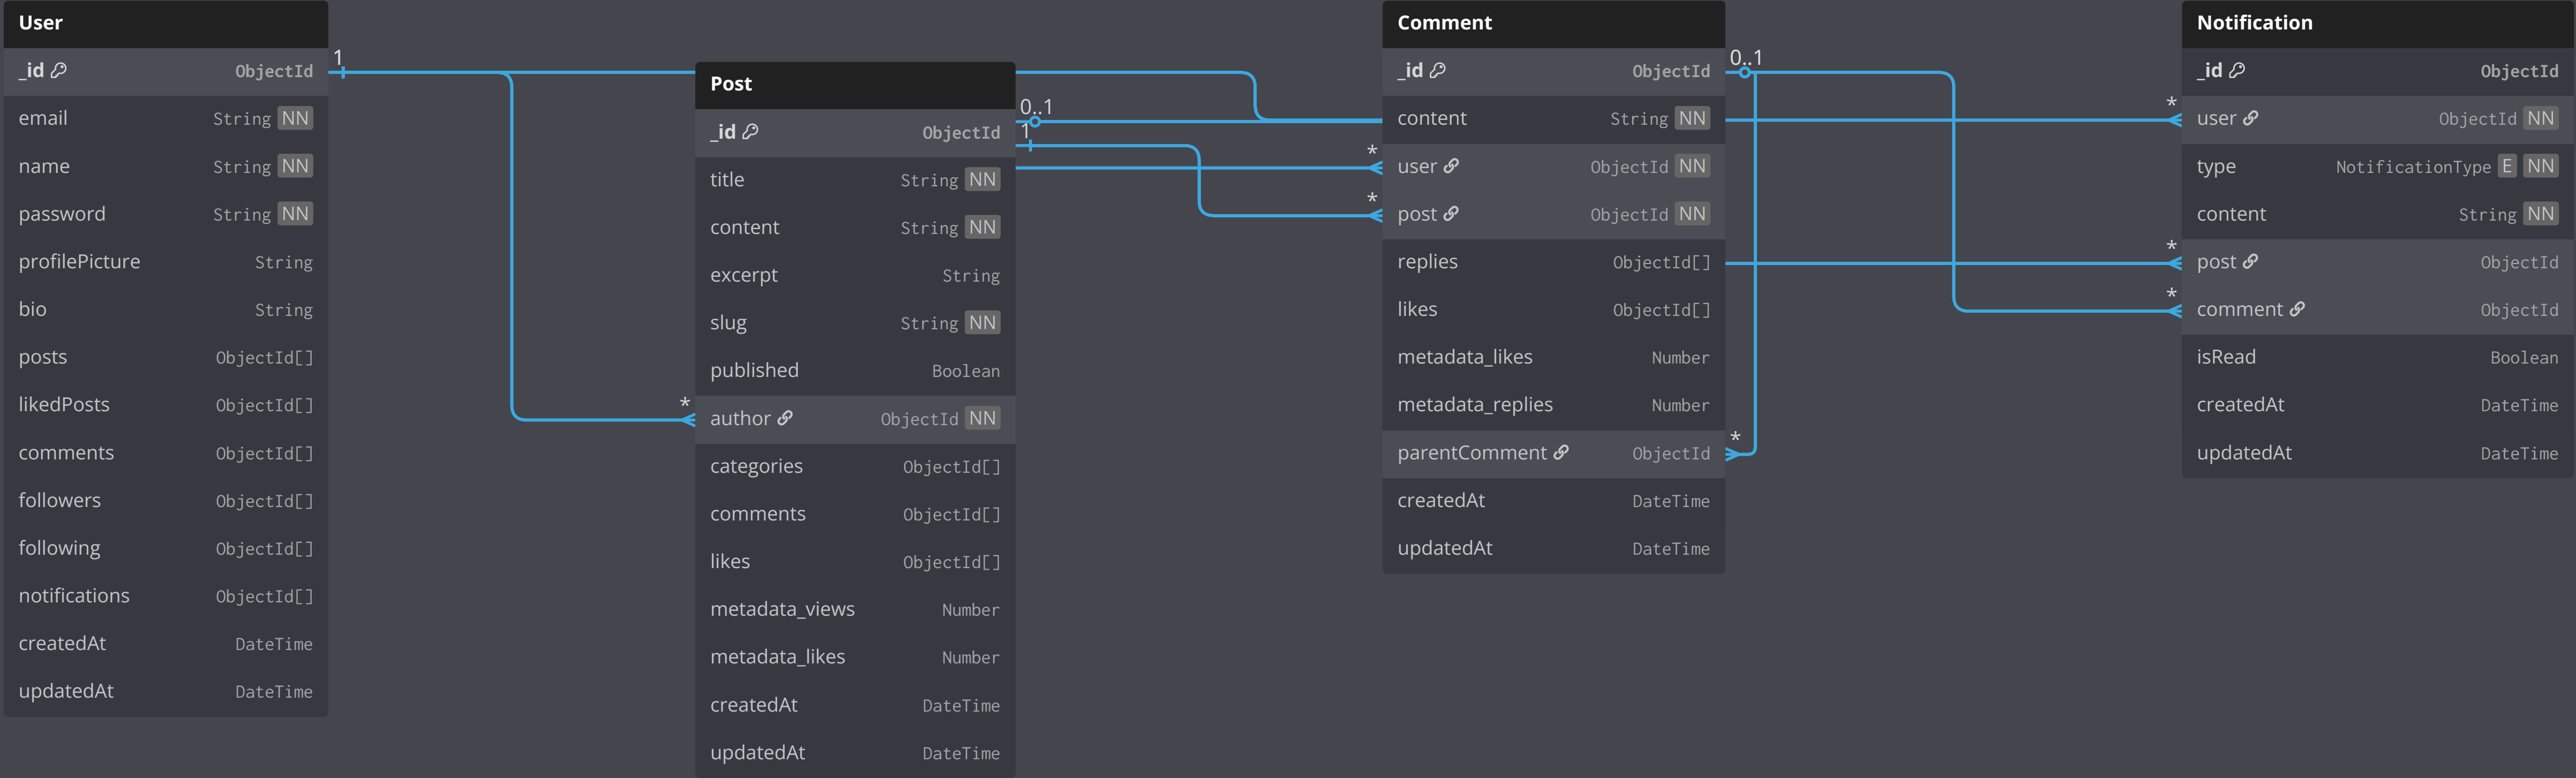 User
_id ObjectId
email String NN
name String NN
password String NN
profilePicture String
bio String
posts ObjectId[]
likedPosts ObjectId[]
comments ObjectId[]
followers ObjectId[]
following ObjectId[]
notifications ObjectId[]
createdAt DateTime
updatedAt DateTime
1
*
Post
_id ObjectId
title String NN
content String NN
excerpt String
slug String NN
published Boolean
author ObjectId NN
categories ObjectId[]
comments ObjectId[]
likes ObjectId[]
metadata_views Number
metadata_likes Number
createdAt DateTime
updatedAt DateTime
0..1
1
*
*
Comment
_id ObjectId
content String NN
user ObjectId NN
post ObjectId NN
replies ObjectId[]
likes ObjectId[]
metadata_likes Number
metadata_replies Number
parentComment ObjectId
createdAt DateTime
updatedAt DateTime
0..1
*
*
*
*
Notification
_id ObjectId
user ObjectId NN
type NotificationType E NN
content String NN
post ObjectId
comment ObjectId
isRead Boolean
createdAt DateTime
updatedAt DateTime